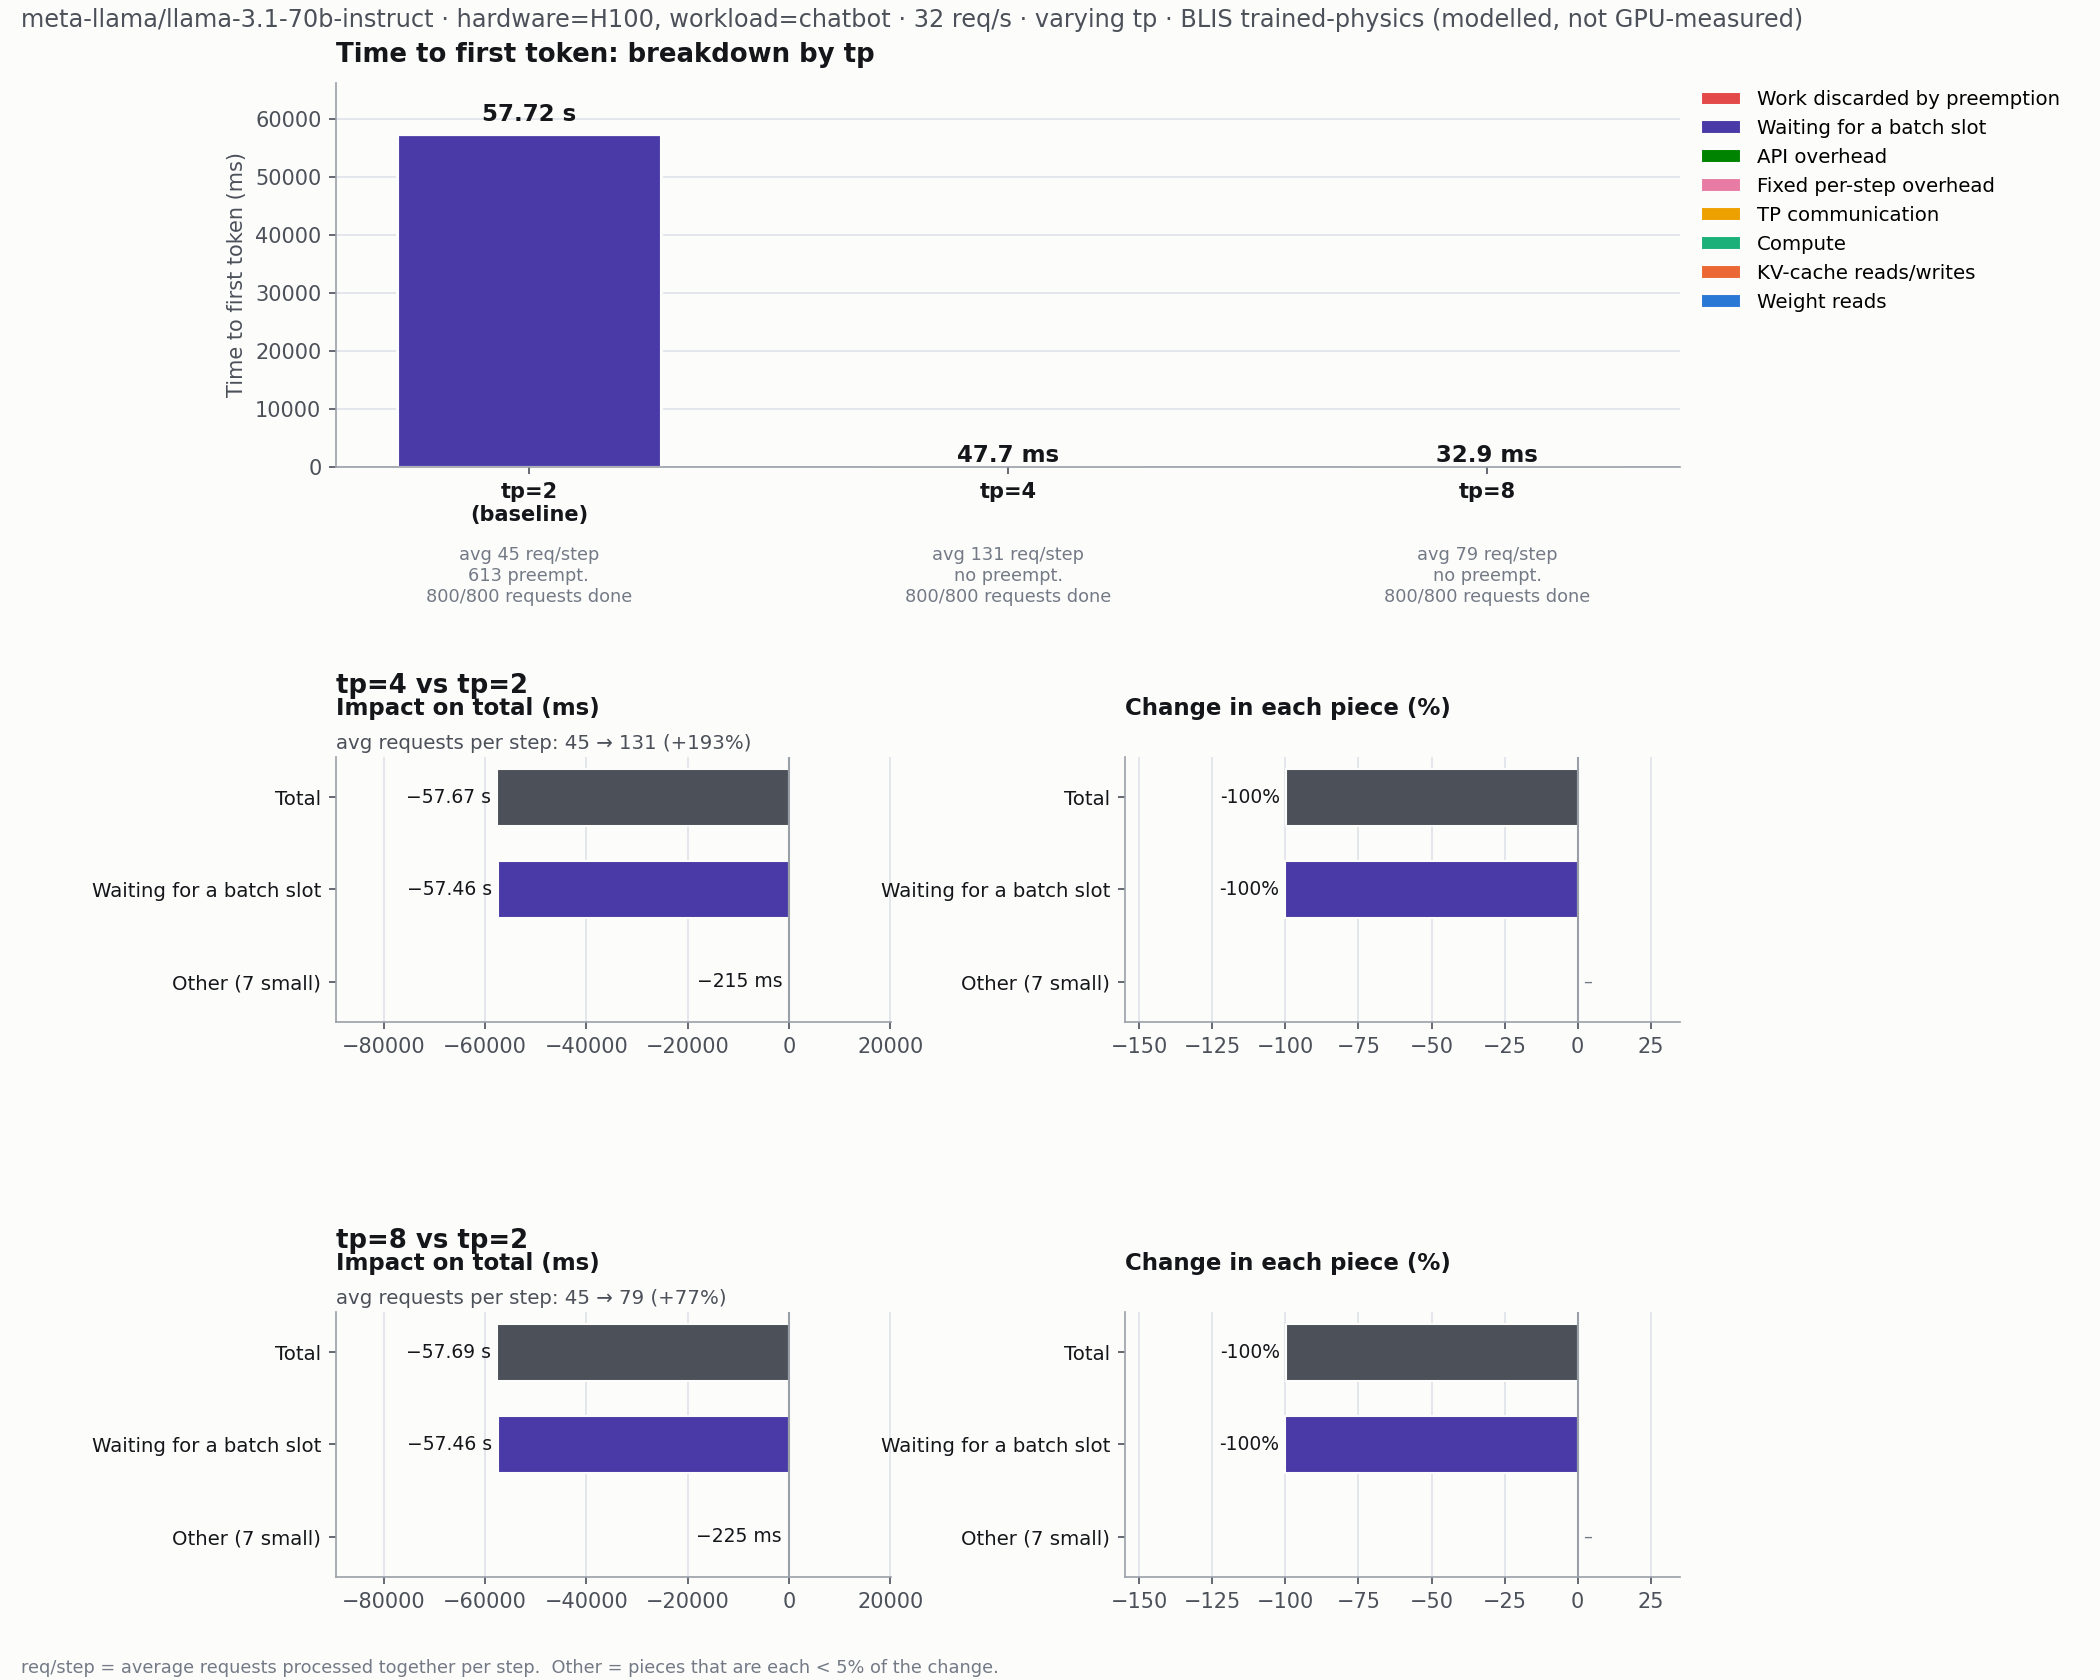 meta-llama/llama-3.1-70b-instruct · hardware=H100, workload=chatbot · 32 req/s · varying tp · BLIS trained-physics (modelled, not GPU-measured)
Time to first token: breakdown by tp
Time to first token (ms)
60000
50000
40000
30000
20000
10000
0
57.72 s
47.7 ms
32.9 ms
tp=2
(baseline)
tp=4
tp=8
avg 45 req/step
613 preempt.
800/800 requests done
avg 131 req/step
no preempt.
800/800 requests done
avg 79 req/step
no preempt.
800/800 requests done
Work discarded by preemption
Waiting for a batch slot
API overhead
Fixed per-step overhead
TP communication
Compute
KV-cache reads/writes
Weight reads
tp=4 vs tp=2
Impact on total (ms)
avg requests per step: 45 → 131 (+193%)
Total
−57.67 s
Waiting for a batch slot
−57.46 s
Other (7 small)
−215 ms
−80000 −60000 −40000 −20000 0 20000
Change in each piece (%)
Total
-100%
Waiting for a batch slot
-100%
Other (7 small)
–
−150 −125 −100 −75 −50 −25 0 25
tp=8 vs tp=2
Impact on total (ms)
avg requests per step: 45 → 79 (+77%)
Total
−57.69 s
Waiting for a batch slot
−57.46 s
Other (7 small)
−225 ms
−80000 −60000 −40000 −20000 0 20000
Change in each piece (%)
Total
-100%
Waiting for a batch slot
-100%
Other (7 small)
–
−150 −125 −100 −75 −50 −25 0 25
req/step = average requests processed together per step.  Other = pieces that are each < 5% of the change.